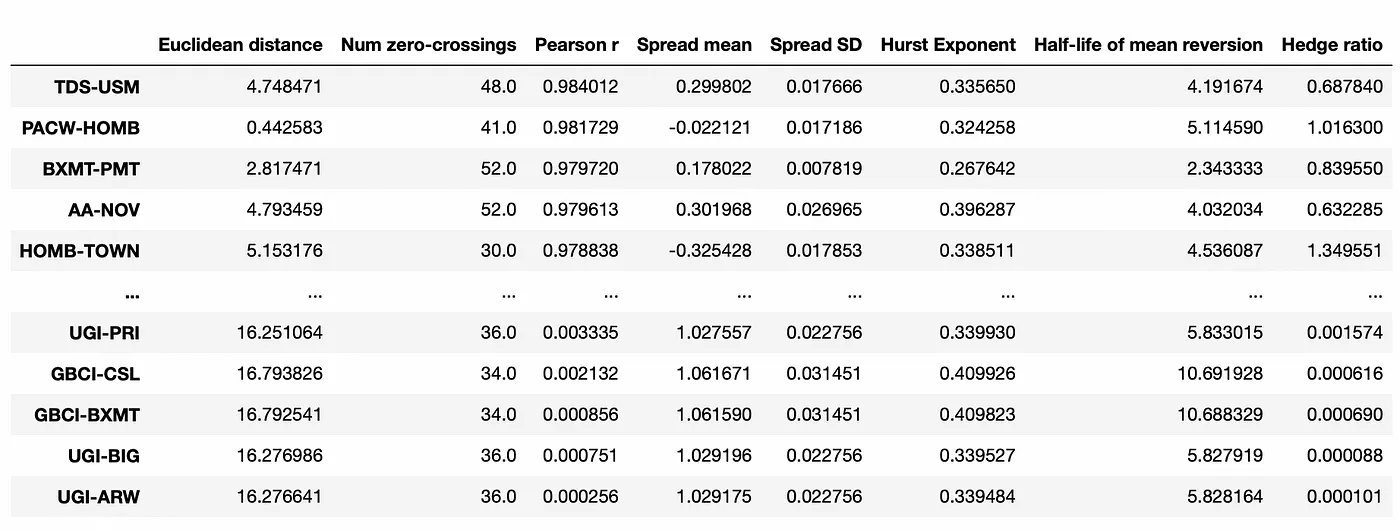 Euclidean distance Num zero-crossings Pearson r Spread mean Spread SD Hurst Exponent Half-life of mean reversion Hedge ratio
TDS-USM 4.748471 48.0 0.984012 0.299802 0.017666 0.335650 4.191674 0.687840
PACW-HOMB 0.442583 41.0 0.981729 -0.022121 0.017186 0.324258 5.114590 1.016300
BXMT-PMT 2.817471 52.0 0.979720 0.178022 0.007819 0.267642 2.343333 0.839550
AA-NOV 4.793459 52.0 0.979613 0.301968 0.026965 0.396287 4.032034 0.632285
HOMB-TOWN 5.153176 30.0 0.978838 -0.325428 0.017853 0.338511 4.536087 1.349551
... ... ... ... ... ... ... ... ...
UGI-PRI 16.251064 36.0 0.003335 1.027557 0.022756 0.339930 5.833015 0.001574
GBCI-CSL 16.793826 34.0 0.002132 1.061671 0.031451 0.409926 10.691928 0.000616
GBCI-BXMT 16.792541 34.0 0.000856 1.061590 0.031451 0.409823 10.688329 0.000690
UGI-BIG 16.276986 36.0 0.000751 1.029196 0.022756 0.339527 5.827919 0.000088
UGI-ARW 16.276641 36.0 0.000256 1.029175 0.022756 0.339484 5.828164 0.000101